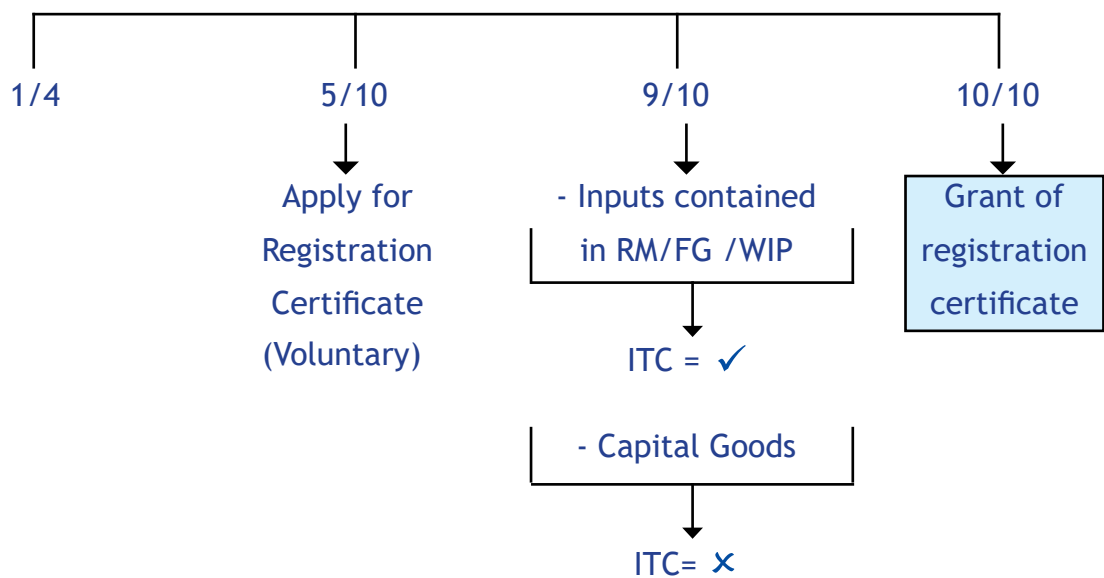 1/4
5/10
9/10
10/10
Apply for
Registration
Certificate
(Voluntary)
- Inputs contained
in RM/FG /WIP
ITC = ✓
- Capital Goods
ITC= ✗
Grant of
registration
certificate